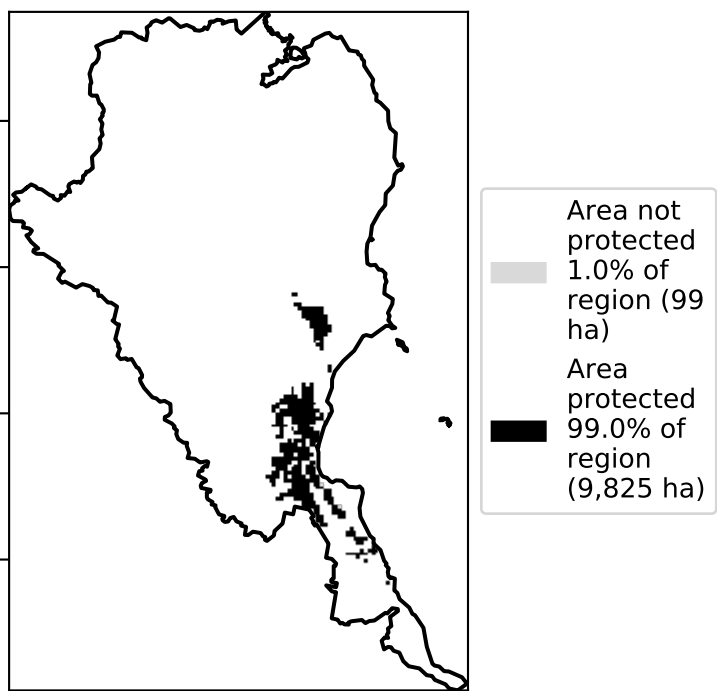 Area not
protected
1.0% of
region (99
ha)
Area
protected
99.0% of
region
(9,825 ha)